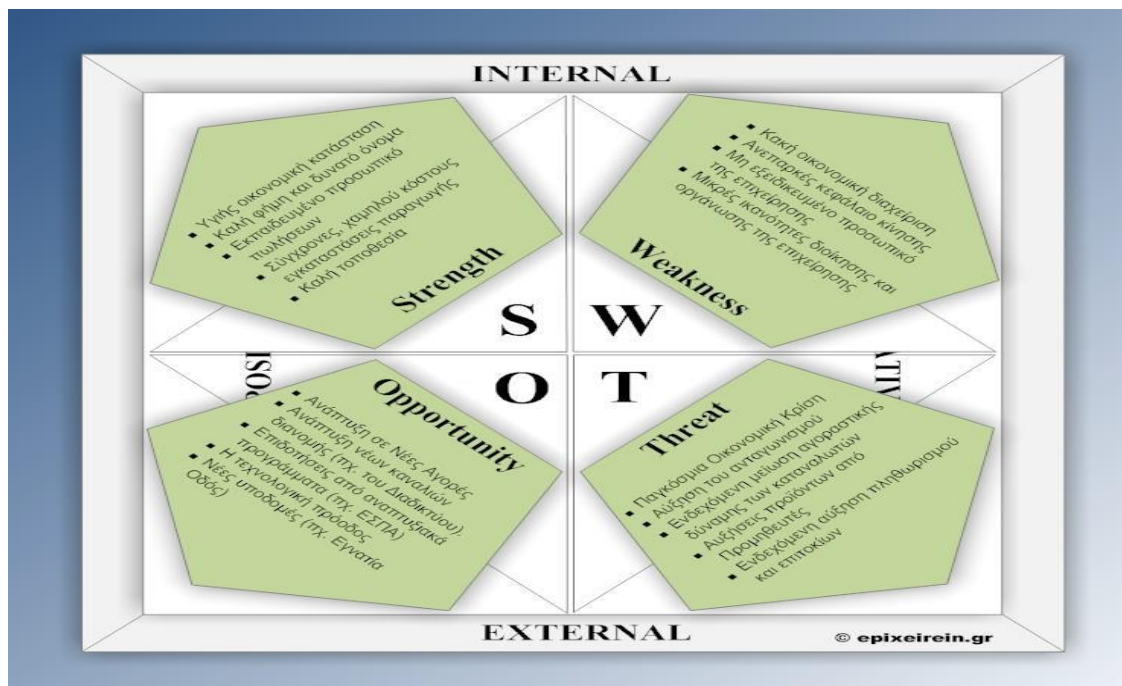 INTERNAL
▪ Υγιής οικονομική κατάσταση
▪ Καλή φήμη και δυνατό όνομα
▪ Εκπαιδευμένο προσωπικό
πωλήσεων
▪ Σύγχρονες, χαμηλού κόστους
εγκαταστάσεις παραγωγής
▪ Καλή τοποθεσία
Strength
S
▪ Κακή οικονομική διαχείριση
▪ Ανεπαρκές κεφάλαιο κίνησης
▪ Μη εξειδικευμένο προσωπικό
της επιχείρησης
▪ Μικρές ικανότητες διοίκησης και
οργάνωσης της επιχείρησης
Weakness
W
POSI
O
Opportunity
▪ Ανάπτυξη σε Νέες Αγορές
▪ Ανάπτυξη νέων καναλιών
διανομής (πχ. του Διαδικτύου).
▪ Επιδοτήσεις από αναπτυξιακά
προγράμματα (πχ. ΕΣΠΑ)
▪ Η τεχνολογική πρόοδος
▪ Νέες υποδομές (πχ. Εγνατία
Οδός)
T
ATIV
Threat
▪ Παγκόσμια Οικονομική Κρίση
▪ Αύξηση του ανταγωνισμού
▪ Ενδεχόμενη μείωση αγοραστικής
δύναμης των καταναλωτών
▪ Αυξήσεις προϊόντων από
Προμηθευτές
▪ Ενδεχόμενη αύξηση πληθωρισμού
και επιτοκίων
EXTERNAL
© epixeirein.gr